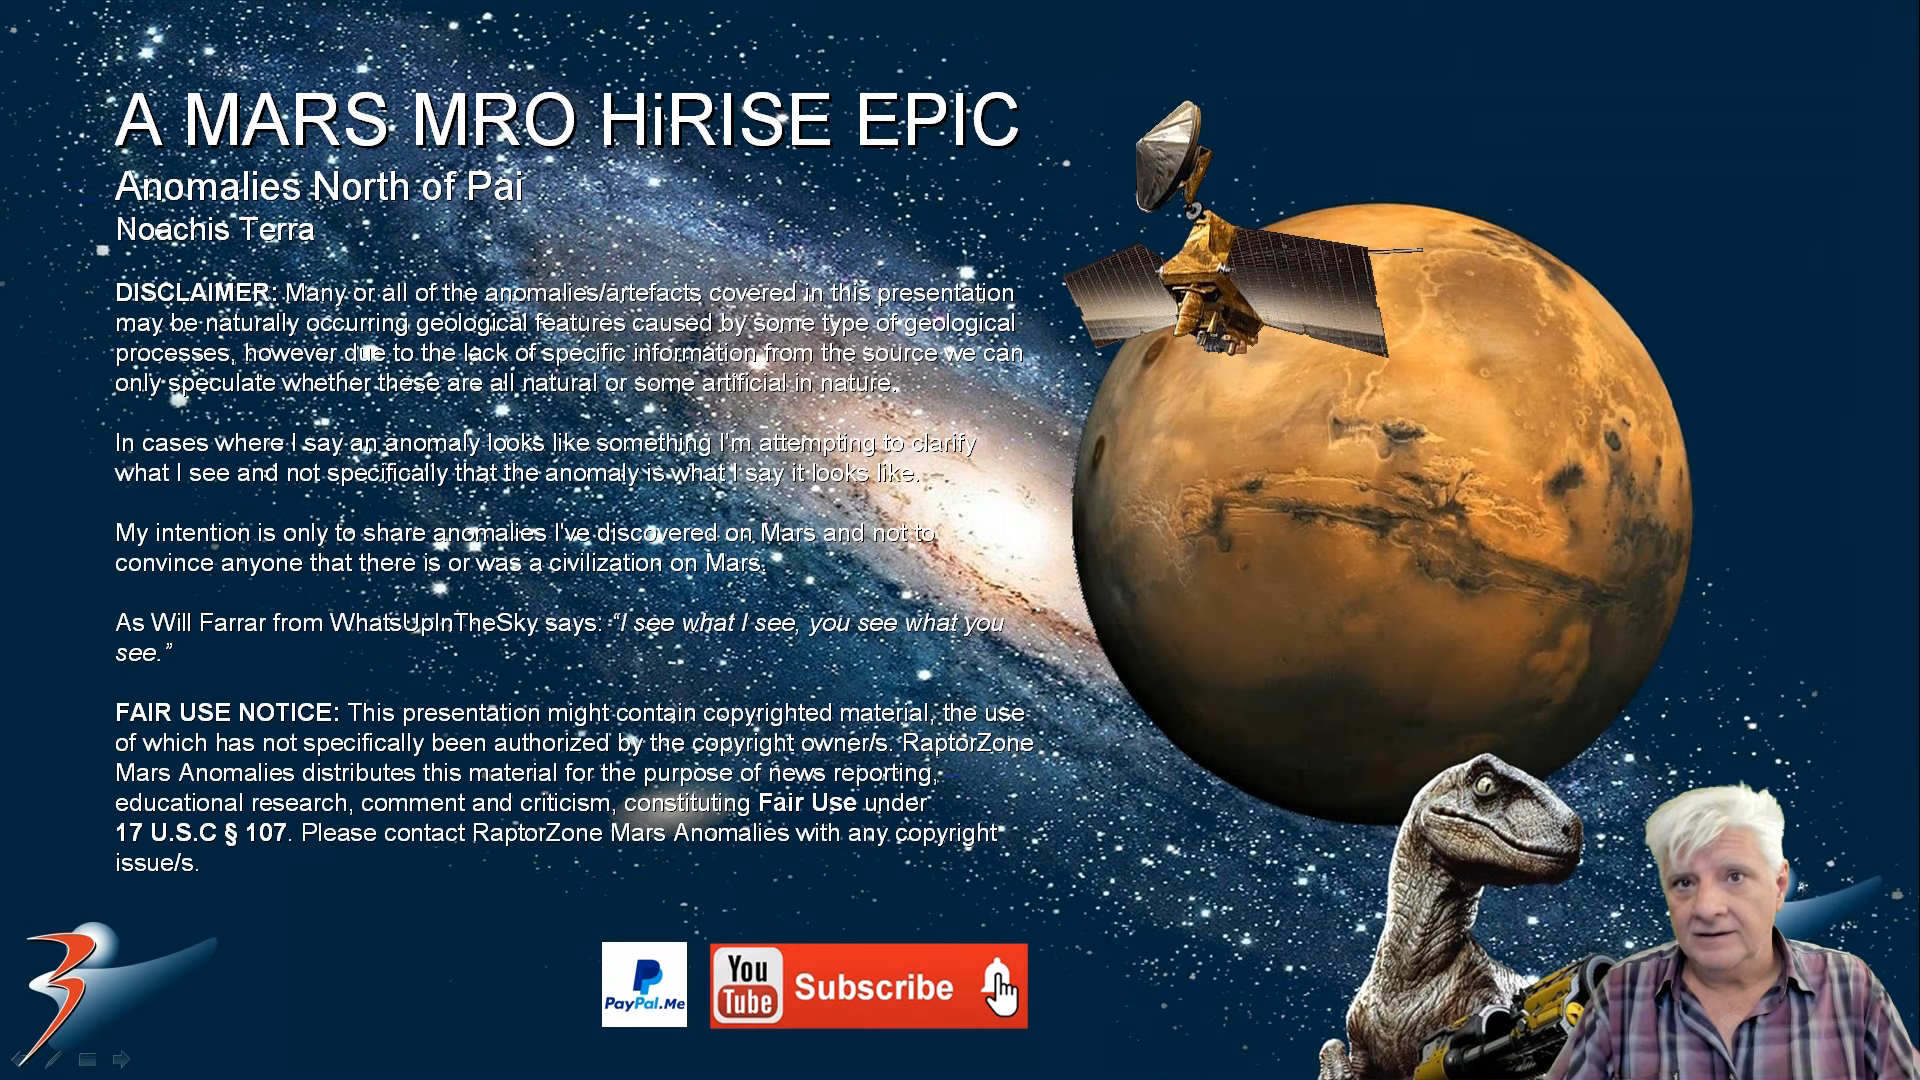 A MARS MRO HiRISE EPIC
Anomalies North of Pai
Noachis Terra
DISCLAIMER: Many or all of the anomalies/artefacts covered in this presentation
may be naturally occurring geological features caused by some type of geological
processes, however due to the lack of specific information from the source we can
only speculate whether these are all natural or some artificial in nature.
In cases where I say an anomaly looks like something I'm attempting to clarify
what I see and not specifically that the anomaly is what I say it looks like.
My intention is only to share anomalies I've discovered on Mars and not to
convince anyone that there is or was a civilization on Mars.
As Will Farrar from WhatsUpInTheSky says: “I see what I see, you see what you
see.”
FAIR USE NOTICE: This presentation might contain copyrighted material, the use
of which has not specifically been authorized by the copyright owner/s. RaptorZone
Mars Anomalies distributes this material for the purpose of news reporting,
educational research, comment and criticism, constituting Fair Use under
17 U.S.C § 107. Please contact RaptorZone Mars Anomalies with any copyright
issue/s.
PayPal.Me
You
Tube
Subscribe